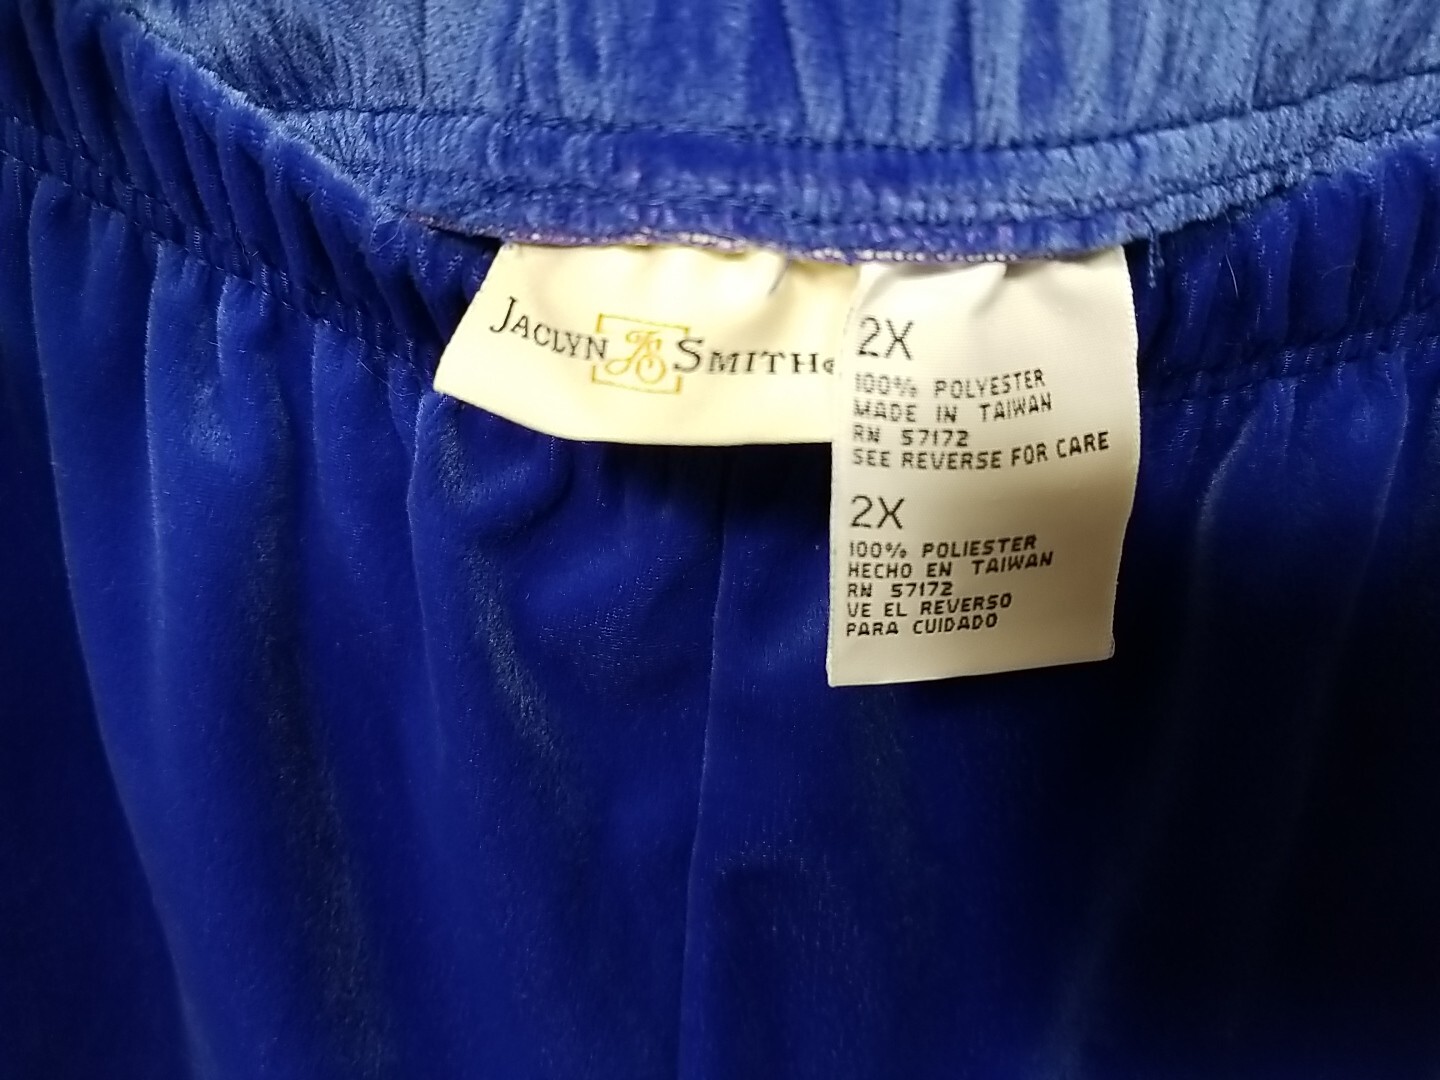 JACLYN JS SMITH®
2X
100% POLYESTER
MADE IN TAIWAN
RN 57172
SEE REVERSE FOR CARE
2X
100% POLIESTER
HECHO EN TAIWAN
RN 57172
VE EL REVERSO
PARA CUIDADO